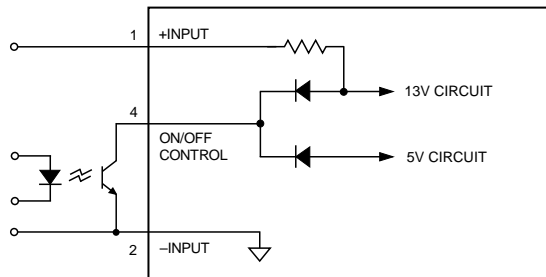 1 +INPUT
13V CIRCUIT
4
ON/OFF
CONTROL
5V CIRCUIT
2 –INPUT